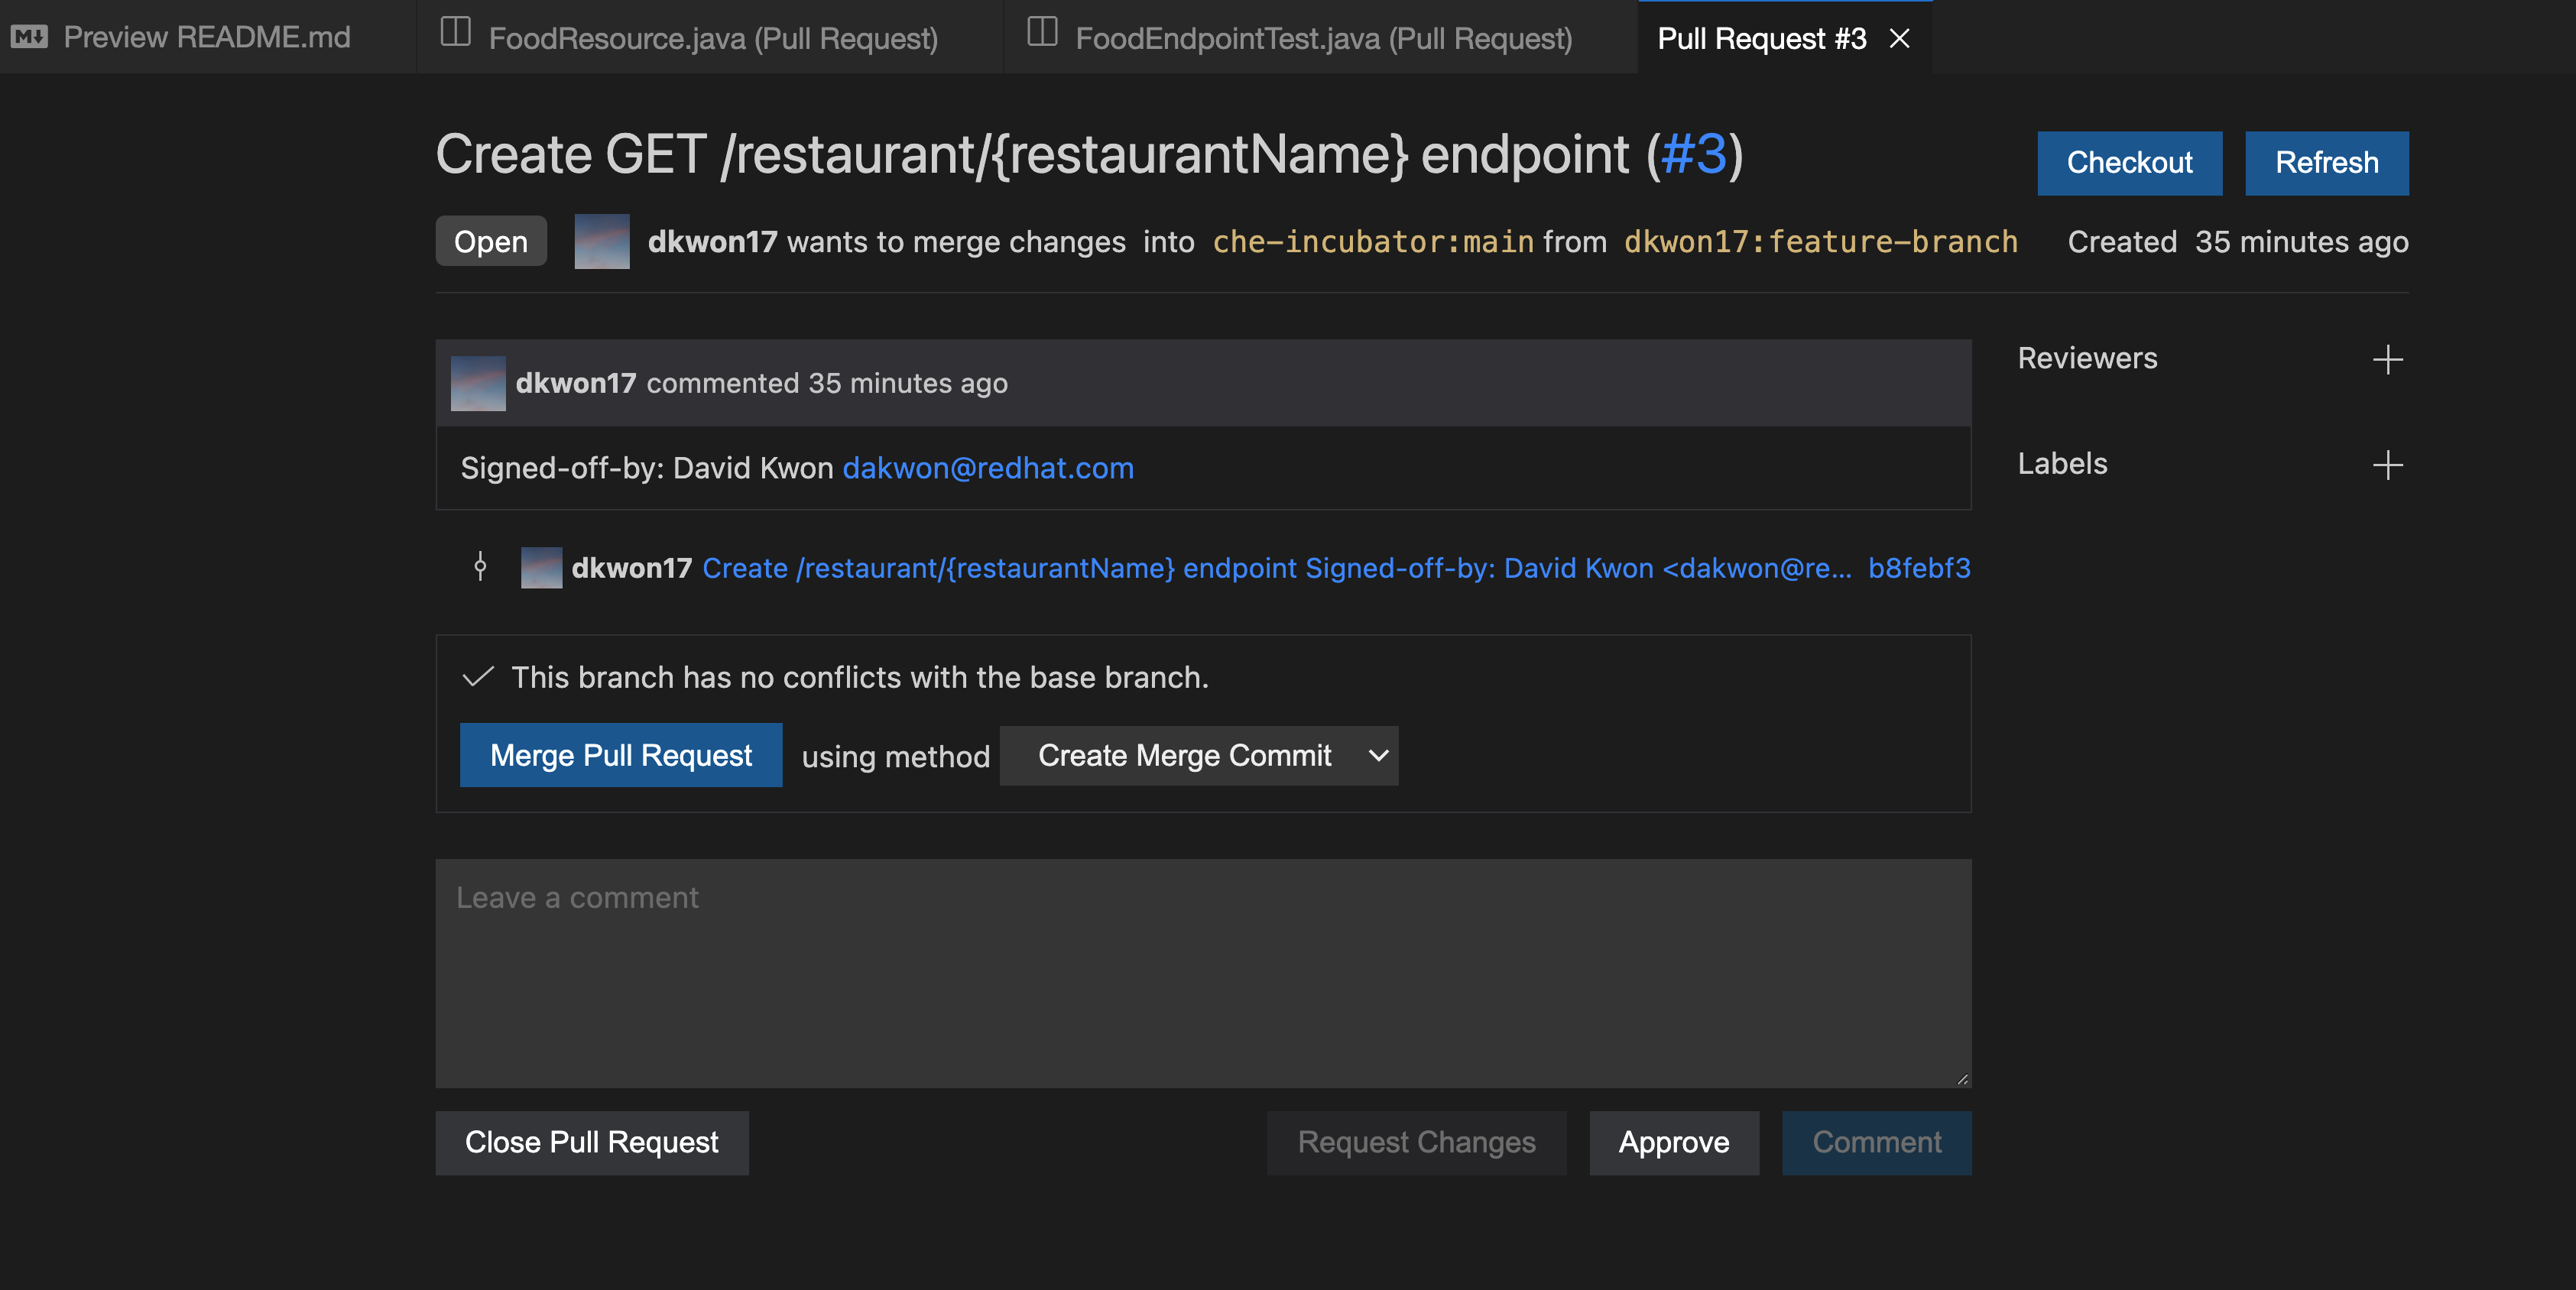 Preview README.md
FoodResource.java (Pull Request)
FoodEndpointTest.java (Pull Request)
Pull Request #3
Create GET /restaurant/{restaurantName} endpoint (#3)
Checkout
Refresh
Open dkwon17 wants to merge changes into che-incubator:main from dkwon17:feature-branch
Created 35 minutes ago
dkwon17 commented 35 minutes ago
Reviewers
Signed-off-by: David Kwon dakwon@redhat.com
Labels
dkwon17 Create /restaurant/{restaurantName} endpoint Signed-off-by: David Kwon <dakwon@re... b8febf3
This branch has no conflicts with the base branch.
Merge Pull Request using method Create Merge Commit
Leave a comment
Close Pull Request
Request Changes
Approve
Comment